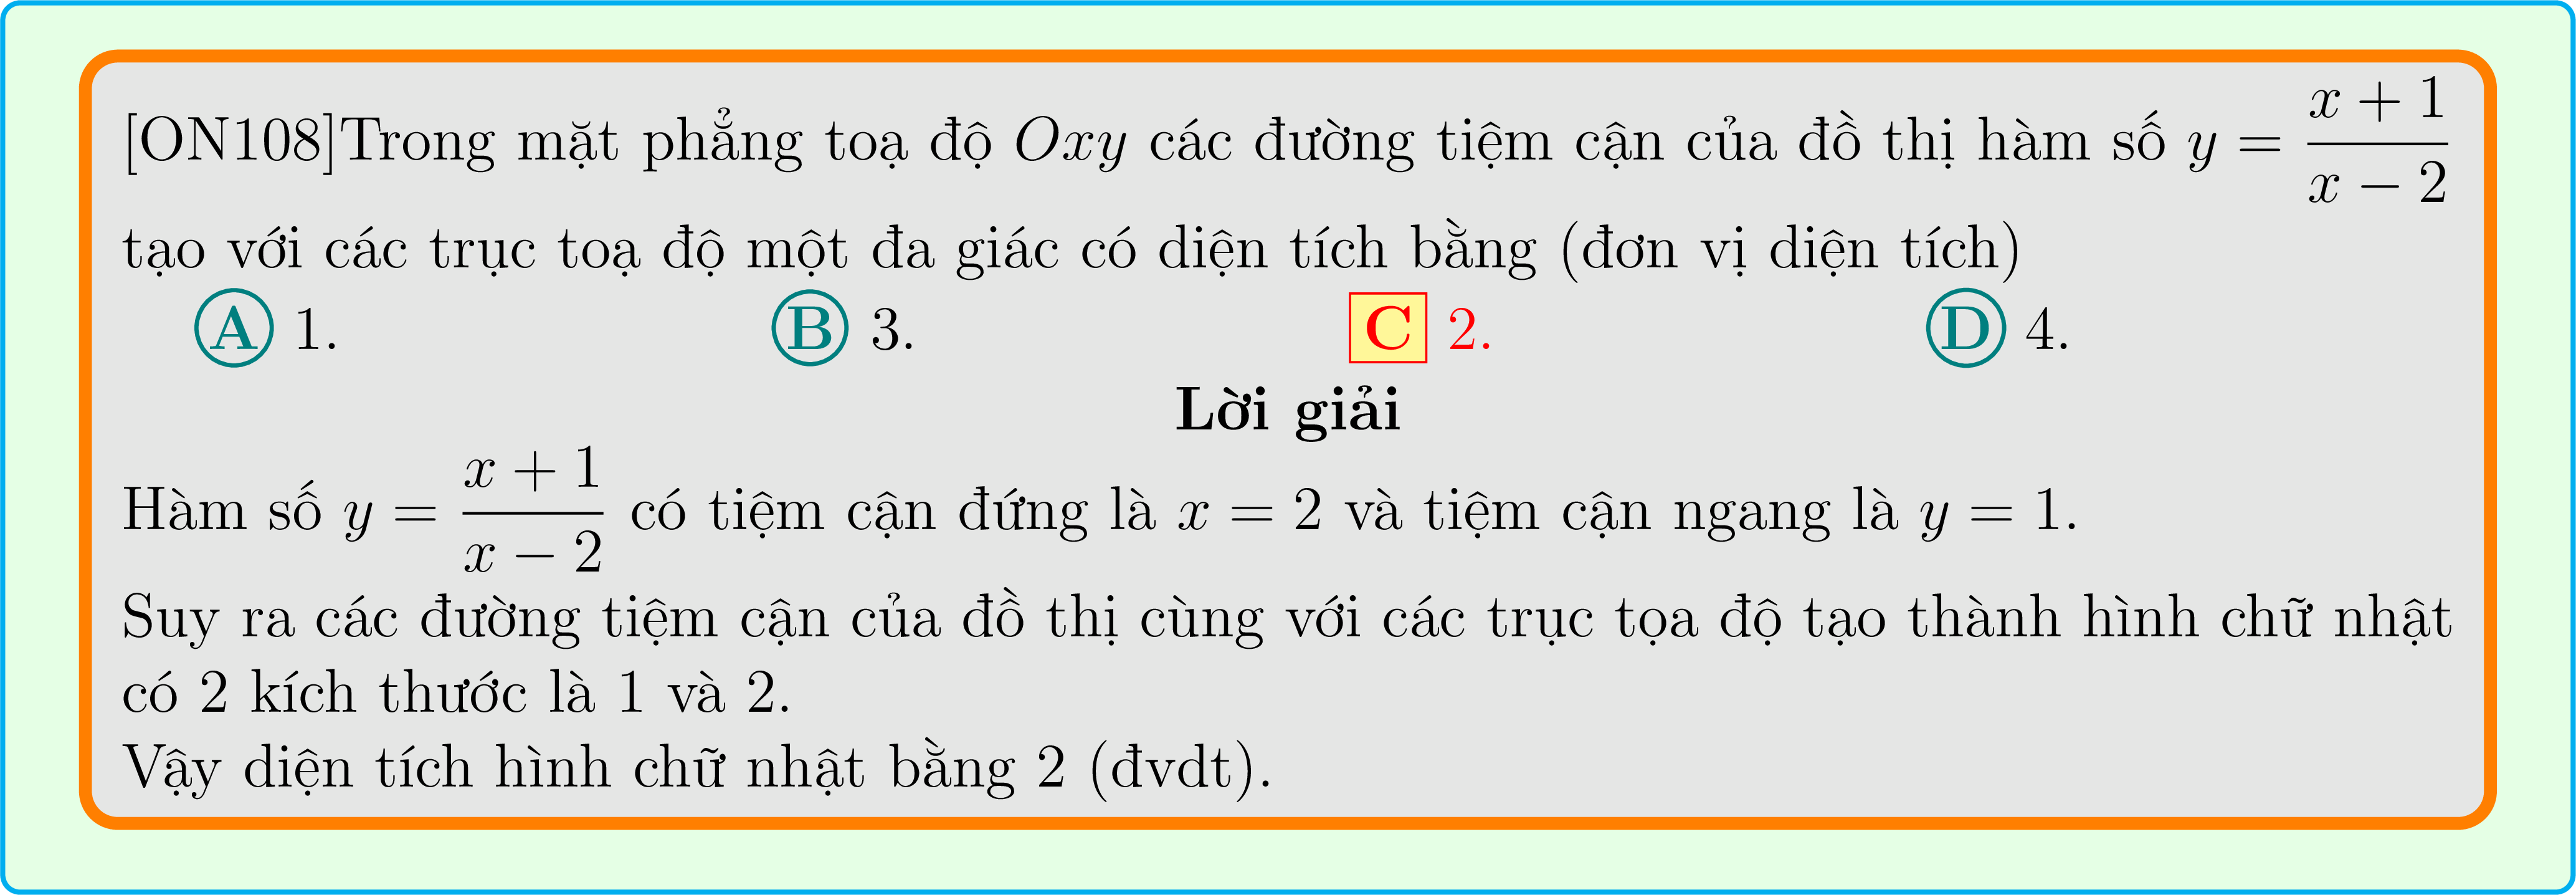 [ON108]Trong mặt phẳng toạ độ Oxy các đường tiệm cận của đồ thị hàm số y = \frac{x + 1}{x − 2}
tạo với các trục toạ độ một đa giác có diện tích bằng (đơn vị diện tích)
A 1. B 3. C 2. D 4.
Lời giải
Hàm số y = \frac{x + 1}{x − 2} có tiệm cận đứng là x = 2 và tiệm cận ngang là y = 1.
Suy ra các đường tiệm cận của đồ thị cùng với các trục tọa độ tạo thành hình chữ nhật
có 2 kích thước là 1 và 2.
Vậy diện tích hình chữ nhật bằng 2 (đvdt).